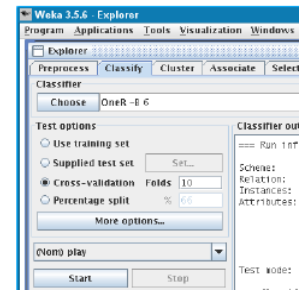 Weka 3.5.6 - Explorer
Program Applications Tools Visualization Windows
Explorer
Preprocess Classify Cluster Associate Select
Classifier
Choose OneR -B 6
Test options
Use training set
Supplied test set Set...
Cross-validation Folds 10
Percentage split % 66
More options...
(Nom) play
Start Stop
Classifier out
=== Run inf
Scheme:
Relation:
Instances:
Attributes:
Test mode: